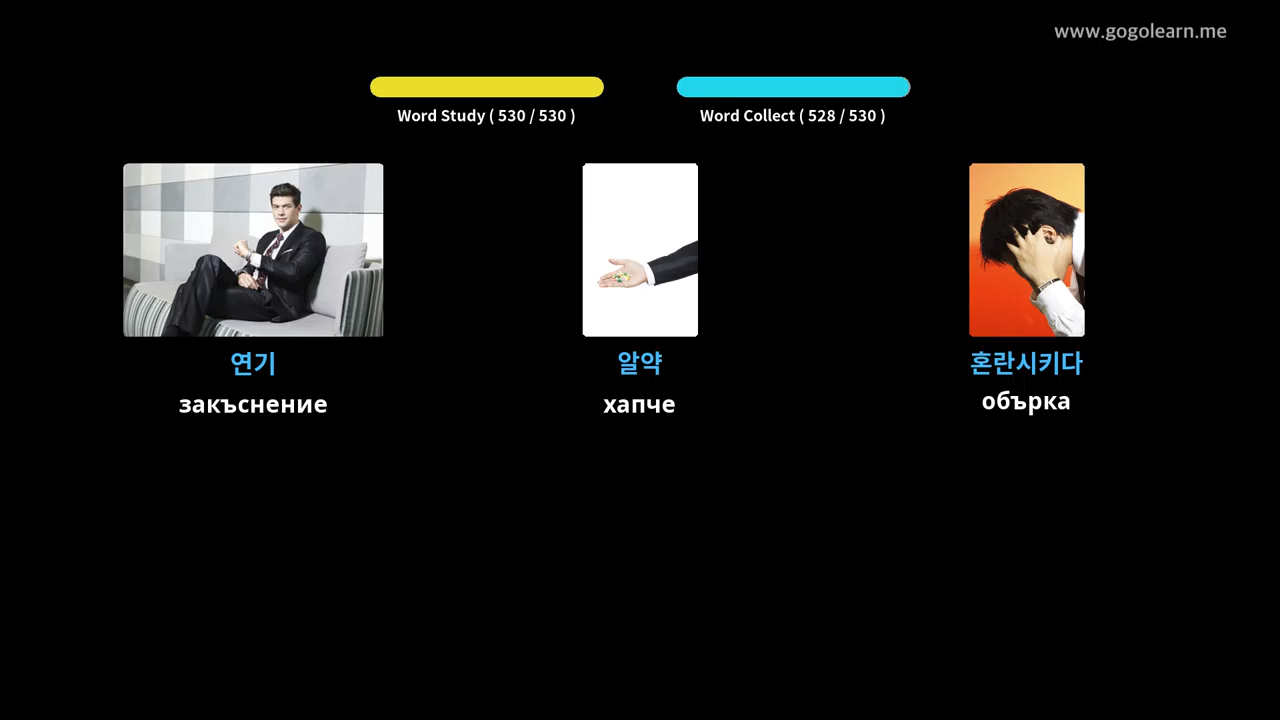 www.gogolearn.me
Word Study ( 530 / 530 )
Word Collect ( 528 / 530 )
연기
알약
혼란시키다
закъснение
хапче
обърка